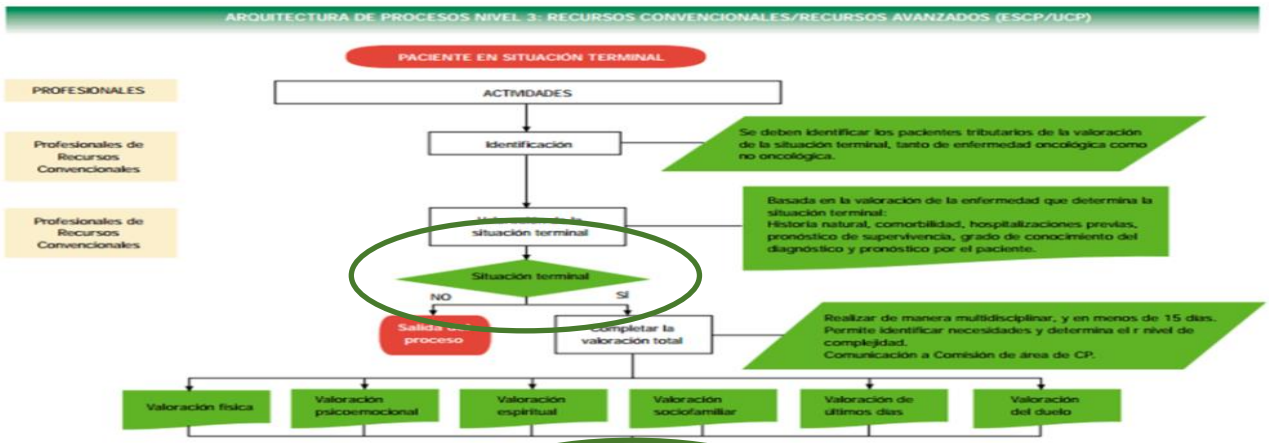 ARQUITECTURA DE PROCESOS NIVEL 3: RECURSOS CONVENCIONALES/RECURSOS AVANZADOS (ESCP/UCP)
PACIENTE EN SITUACIÓN TERMINAL
PROFESIONALES
ACTIVIDADES
Profesionales de
Recursos
Convencionales
Identificación
Se deben identificar los pacientes tributarios de la valoración
de la situación terminal, tanto de enfermedad oncológica como
no oncológica.
Profesionales de
Recursos
Convencionales
Valoración de la
situación terminal
Basada en la valoración de la enfermedad que determina la
situación terminal:
Historia natural, comorbilidad, hospitalizaciones previas,
pronóstico de supervivencia, grado de conocimiento del
diagnóstico y pronóstico por el paciente.
Situación terminal
NO
SÍ
Salida del
proceso
Completar la
valoración total
Realizar de manera multidisciplinar, y en menos de 15 días.
Permite identificar necesidades y determina el r nivel de
complejidad.
Comunicación a Comisión de área de CP.
Valoración física
Valoración
psicoemocional
Valoración
espiritual
Valoración
sociofamiliar
Valoración de
últimos días
Valoración
del duelo